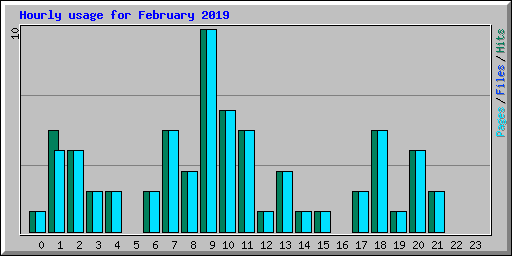 Hourly usage for February 2019
10
Pages/Files/Hits
0 1 2 3 4 5 6 7 8 9 10 11 12 13 14 15 16 17 18 19 20 21 22 23